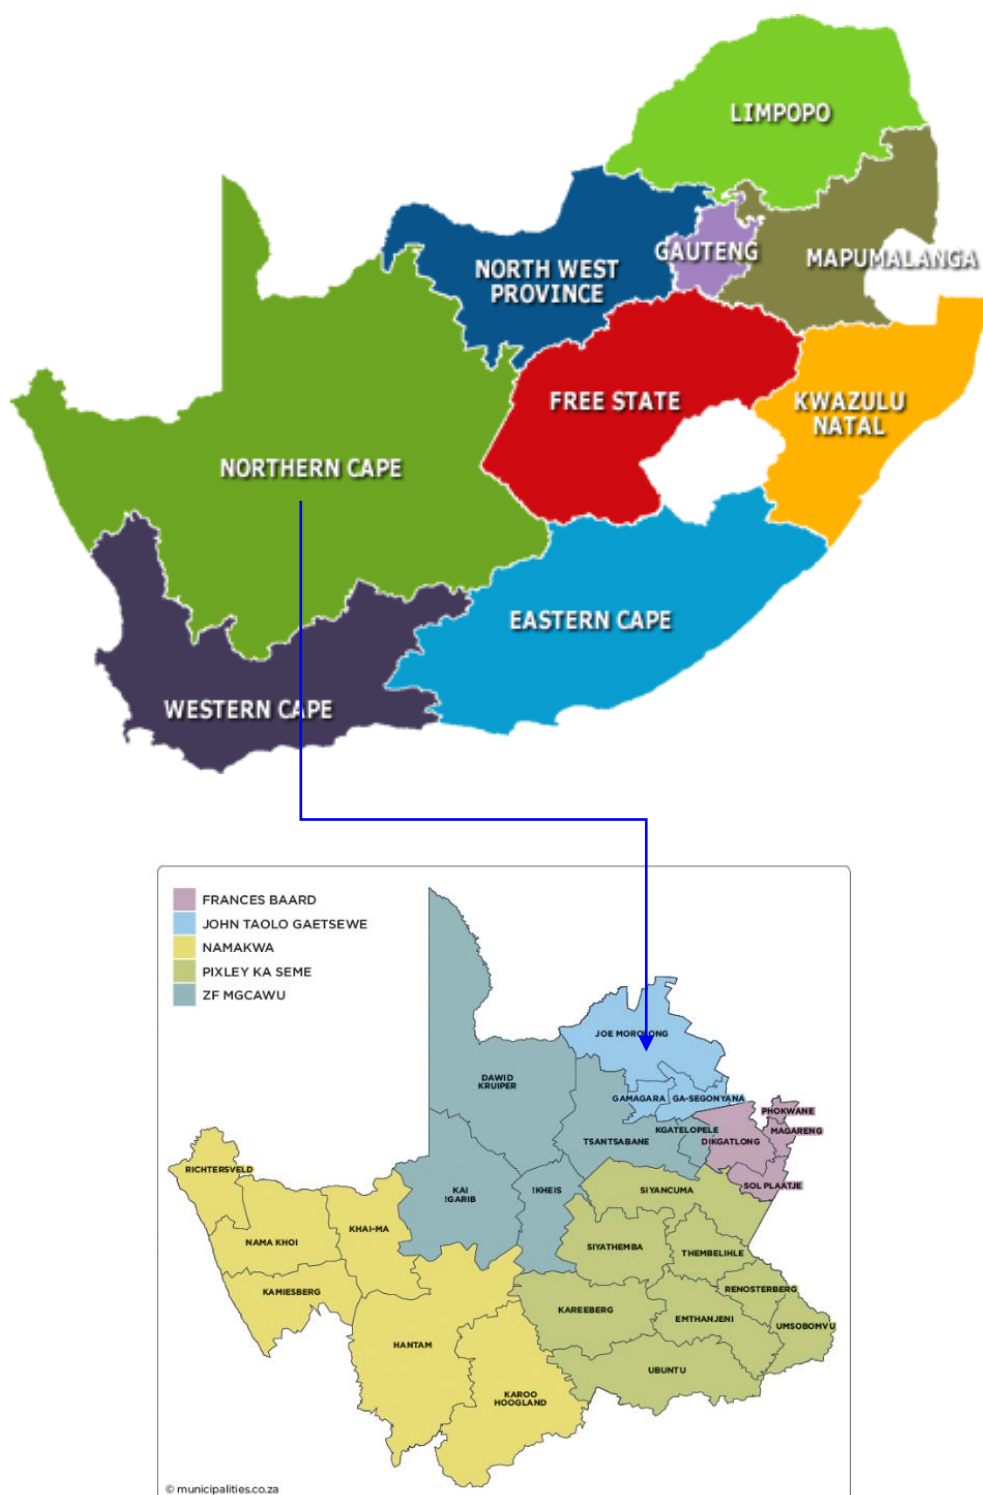 LIMPOPO
GAUTENG
MAPUMALANGA
NORTH WEST
PROVINCE
FREE STATE
KWAZULU
NATAL
NORTHERN CAPE
EASTERN CAPE
WESTERN CAPE
FRANCES BAARD
JOHN TAOLO GAETSEWE
NAMAKWA
PIXLEY KA SEME
ZF MGCAWU
JOE MOROLONG
DAWID
KRUIPER
GAMAGARA
GA-SEGONYANA
PHOKWANE
KGATELOPELE
MAGARENG
TSANTSABANE
DIKGATLONG
RICHTERSVELD
KAI
!GARIB
!KHEIS
SIYANCUMA
SOL PLAATJE
KHAI-MA
NAMA KHOI
SIYATHEMBA
THEMBELIHLE
KAMIESBERG
RENOSTERBERG
KAREEBERG
EMTHANJENI
UMSOBOMVU
HANTAM
UBUNTU
KAROO
HOOGLAND
© municipalities.co.za